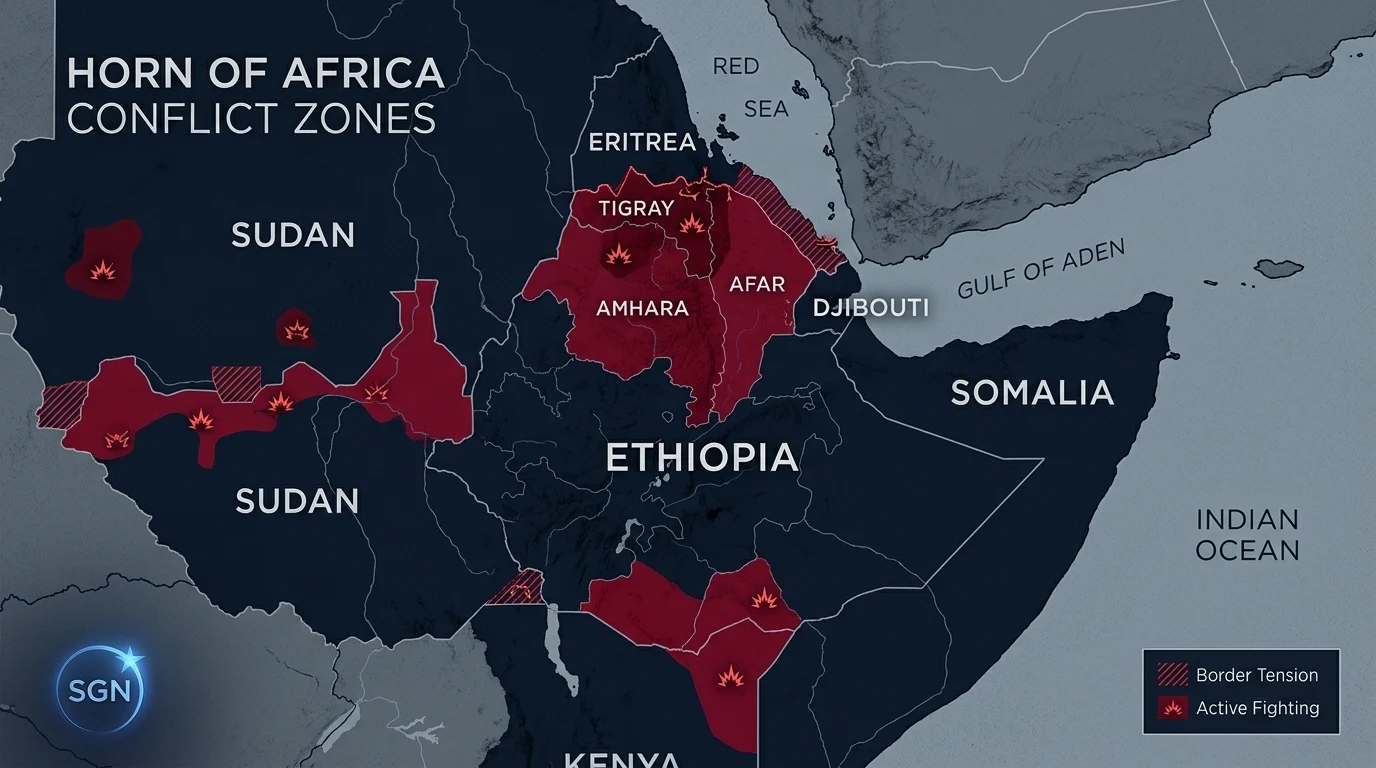 HORN OF AFRICA
CONFLICT ZONES
RED
SEA
ERITREA
TIGRAY
SUDAN
AFAR
AMHARA
DJIBOUTI
GULF OF ADEN
SOMALIA
ETHIOPIA
SUDAN
INDIAN
OCEAN
SGN
Border Tension
Active Fighting
KENYA